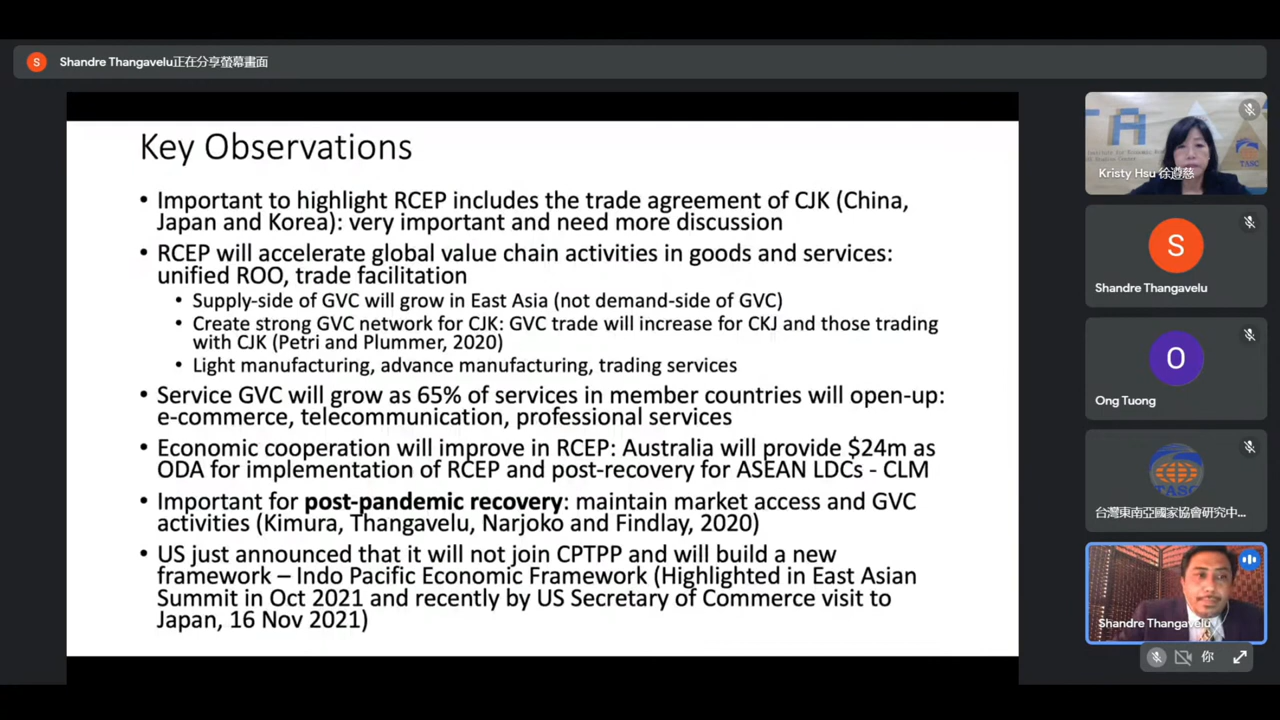 S
Shandre Thangavelu正在分享螢幕畫面
Key Observations
• Important to highlight RCEP includes the trade agreement of CJK (China,
Japan and Korea): very important and need more discussion
• RCEP will accelerate global value chain activities in goods and services:
unified ROO, trade facilitation
• Supply-side of GVC will grow in East Asia (not demand-side of GVC)
• Create strong GVC network for CJK: GVC trade will increase for CKJ and those trading
with CJK (Petri and Plummer, 2020)
• Light manufacturing, advance manufacturing, trading services
• Service GVC will grow as 65% of services in member countries will open-up:
e-commerce, telecommunication, professional services
• Economic cooperation will improve in RCEP: Australia will provide $24m as
ODA for implementation of RCEP and post-recovery for ASEAN LDCs - CLM
• Important for post-pandemic recovery: maintain market access and GVC
activities (Kimura, Thangavelu, Narjoko and Findlay, 2020)
• US just announced that it will not join CPTPP and will build a new
framework – Indo Pacific Economic Framework (Highlighted in East Asian
Summit in Oct 2021 and recently by US Secretary of Commerce visit to
Japan, 16 Nov 2021)
TASC
Kristy Hsu 徐遵慈
S
Shandre Thangavelu
O
Ong Tuong
TASC
台灣東南亞國家協會研究中...
Shandre Thangavelu
你